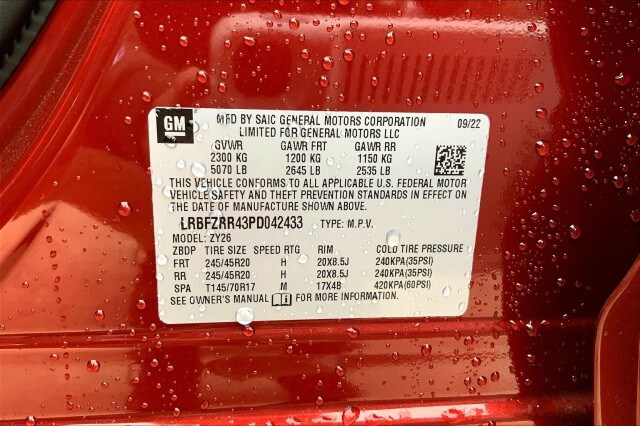 GM
MFD BY SAIC GENERAL MOTORS CORPORATION
LIMITED FOR GENERAL MOTORS LLC
09/22
GVWR GAWR FRT GAWR RR
2300 KG 1200 KG 1150 KG
5070 LB 2645 LB 2535 LB
THIS VEHICLE CONFORMS TO ALL APPLICABLE U.S. FEDERAL MOTOR
VEHICLE SAFETY AND THEFT PREVENTION STANDARDS IN EFFECT ON
THE DATE OF MANUFACTURE SHOWN ABOVE.
LRBFZRR43PD042433 TYPE: M.P.V.
MODEL: ZY26
ZBDP TIRE SIZE SPEED RTG RIM COLD TIRE PRESSURE
FRT 245/45R20 H 20X8.5J 240KPA(35PSI)
RR 245/45R20 H 20X8.5J 240KPA(35PSI)
SPA T145/70R17 M 17X4B 420KPA(60PSI)
SEE OWNER'S MANUAL FOR MORE INFORMATION